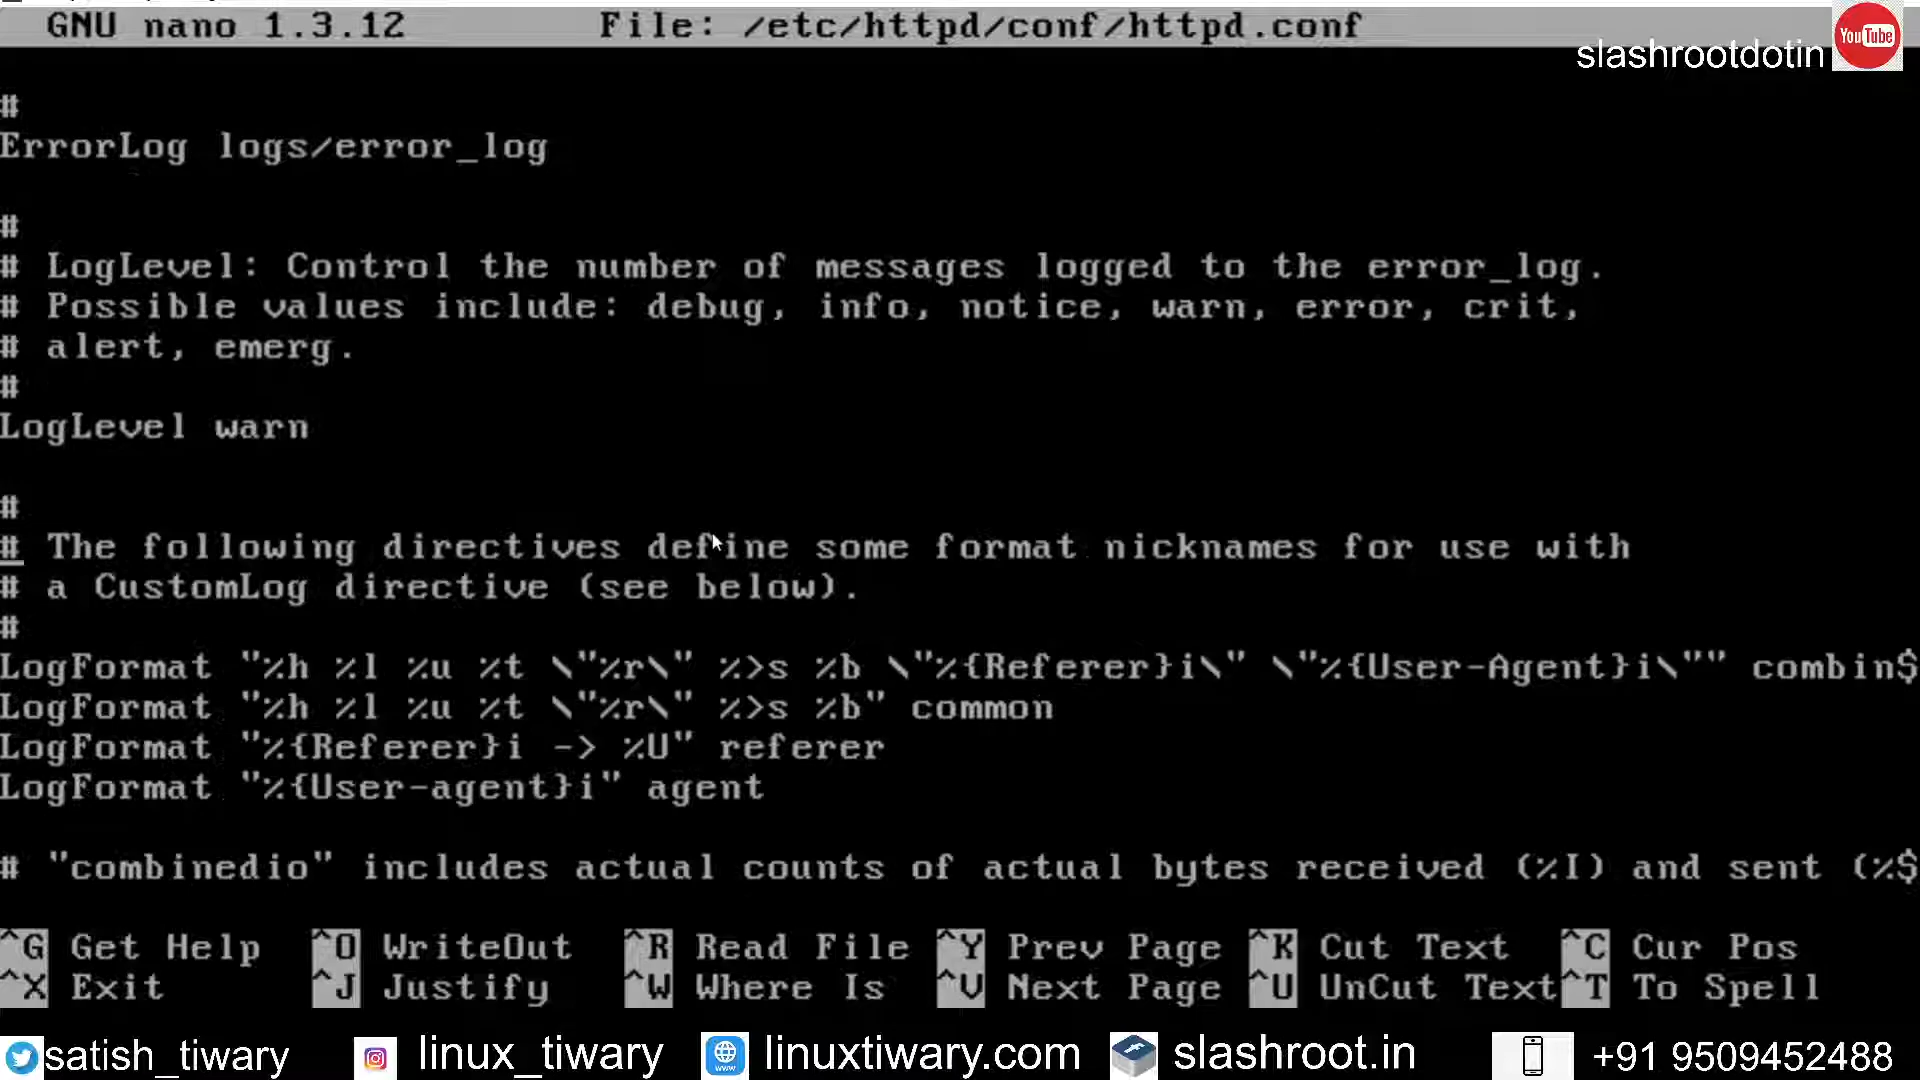 GNU nano 1.3.12 File: /etc/httpd/conf/httpd.conf
YouTube
slashrootdotin
#
ErrorLog logs/error_log
#
# LogLevel: Control the number of messages logged to the error_log.
# Possible values include: debug, info, notice, warn, error, crit,
# alert, emerg.
#
LogLevel warn
#
# The following directives define some format nicknames for use with
# a CustomLog directive (see below).
#
LogFormat "%h %l %u %t \"%r\" %>s %b \"%{Referer}i\" \"%{User-Agent}i\"" combin$
LogFormat "%h %l %u %t \"%r\" %>s %b" common
LogFormat "%{Referer}i -> %U" referer
LogFormat "%{User-agent}i" agent
# "combinedio" includes actual counts of actual bytes received (%I) and sent (%$
^G Get Help ^O WriteOut ^R Read File ^Y Prev Page ^K Cut Text ^C Cur Pos
^X Exit ^J Justify ^W Where Is ^V Next Page ^U UnCut Text ^T To Spell
satish_tiwary linux_tiwary www linuxtiwary.com slashroot.in +91 9509452488